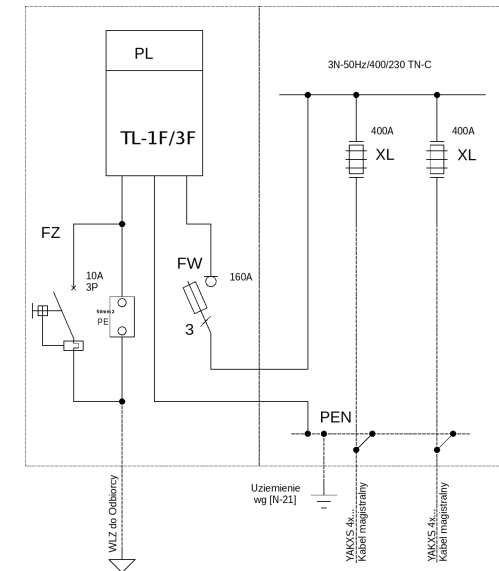 PL
TL-1F/3F
3N-50Hz/400/230 TN-C
400A
XL
400A
XL
FZ
10A
3P
50mm2
PE
FW
160A
3
PEN
Uziemienie
wg [N-21]
WLZ do Odbiorcy
YAKXS 4x...
Kabel magistralny
YAKXS 4x...
Kabel magistralny